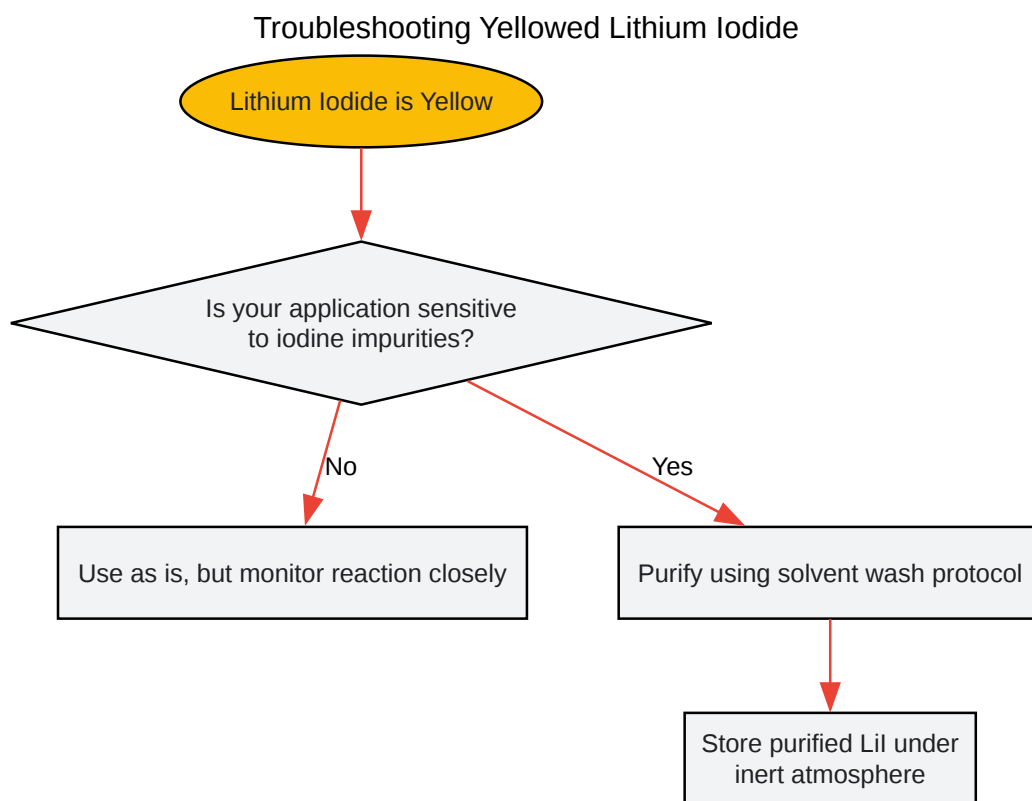 Troubleshooting Yellowed Lithium Iodide
Lithium Iodide is Yellow
Is your application sensitive
to iodine impurities?
No
Yes
Use as is, but monitor reaction closely
Purify using solvent wash protocol
Store purified LiI under
inert atmosphere